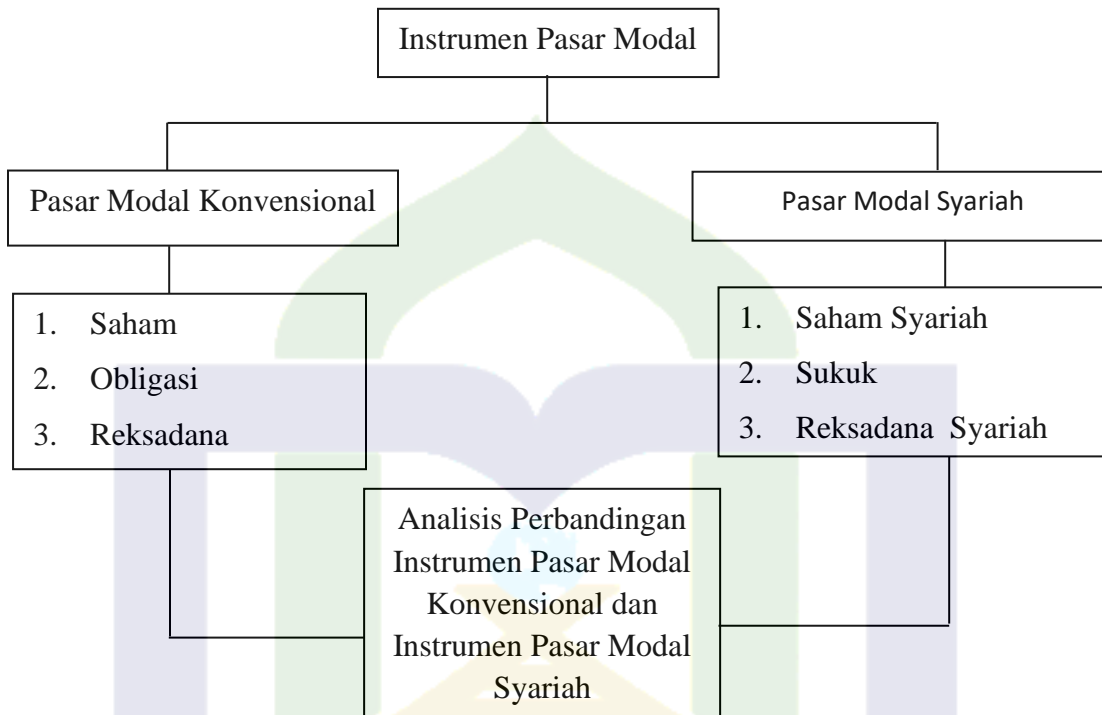 Instrumen Pasar Modal
Pasar Modal Konvensional
Pasar Modal Syariah
1. Saham
2. Obligasi
3. Reksadana
1. Saham Syariah
2. Sukuk
3. Reksadana Syariah
Analisis Perbandingan
Instrumen Pasar Modal
Konvensional dan
Instrumen Pasar Modal
Syariah